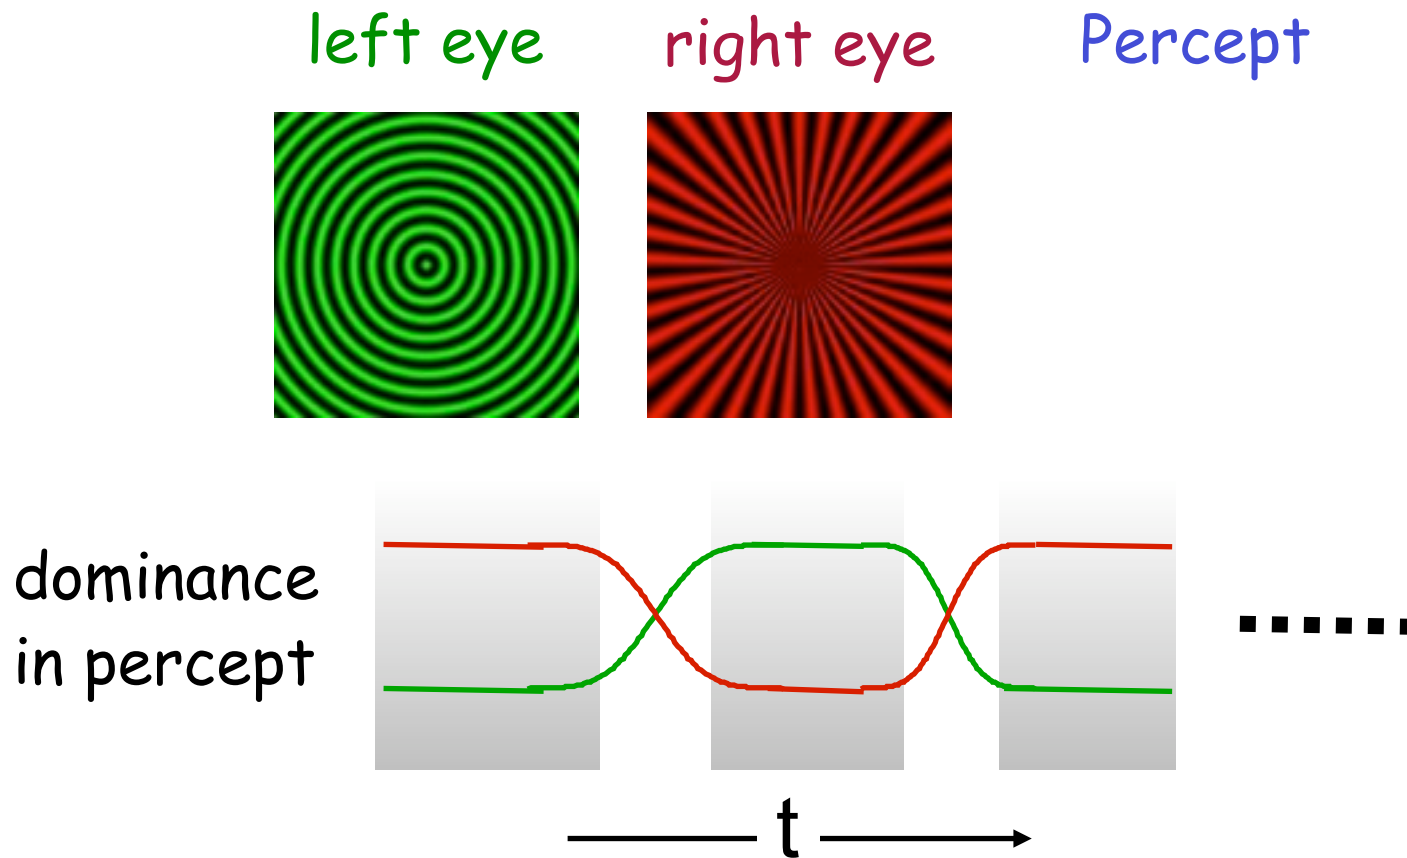 left eye
right eye
Percept
dominance
in percept
t